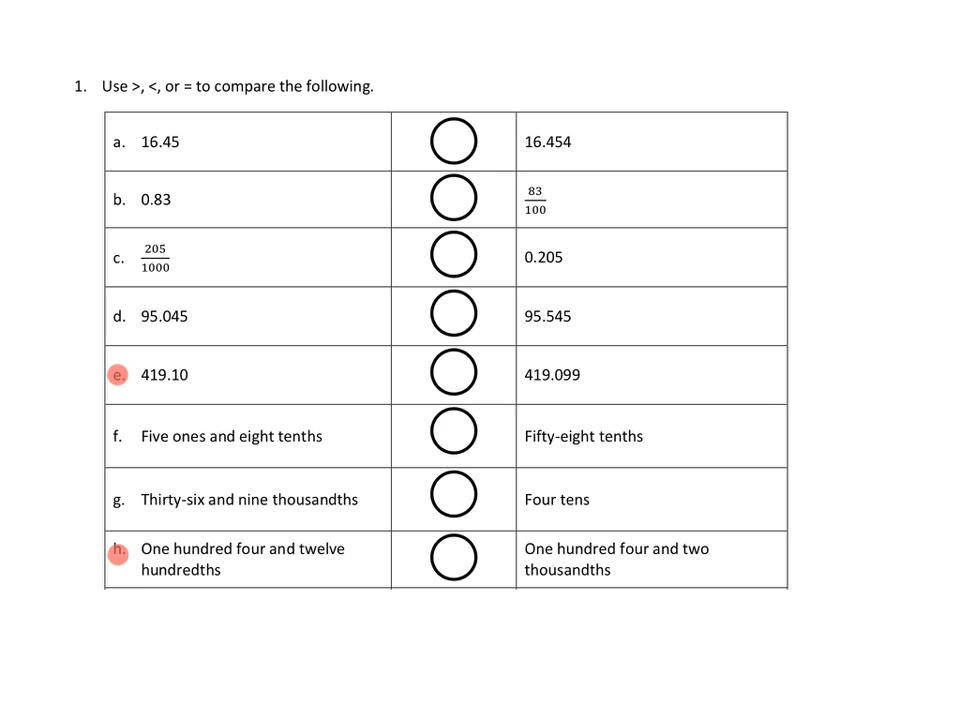 1. Use >, <, or = to compare the following.
a. 16.45 16.454
b. 0.83 83/100
c. 205/1000 0.205
d. 95.045 95.545
e. 419.10 419.099
f. Five ones and eight tenths Fifty-eight tenths
g. Thirty-six and nine thousandths Four tens
h. One hundred four and twelve
hundredths
One hundred four and two
thousandths